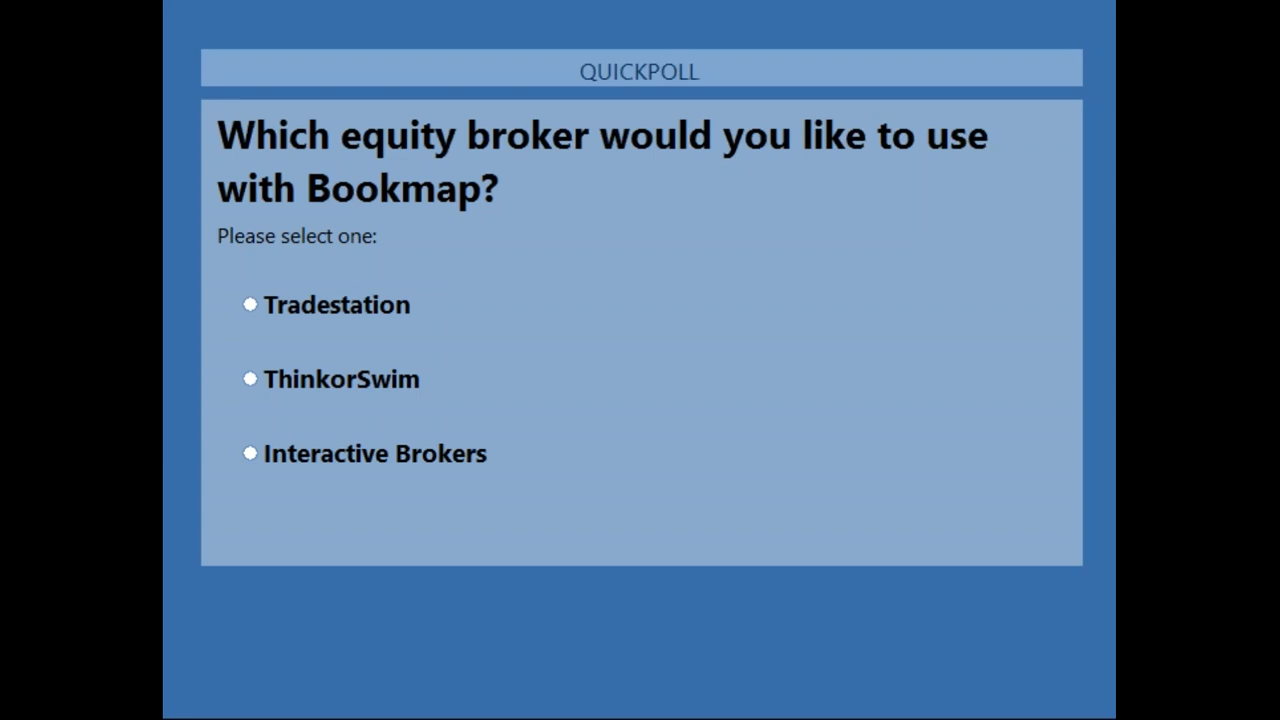 QUICKPOLL
Which equity broker would you like to use
with Bookmap?
Please select one:
Tradestation
ThinkorSwim
Interactive Brokers